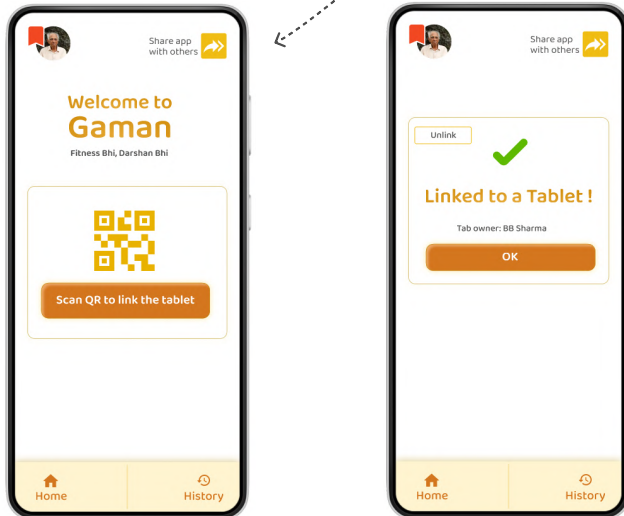 Share app
with others
Welcome to
Gaman
Fitness Bhi, Darshan Bhi
Scan QR to link the tablet
Home
History
Share app
with others
Unlink
Linked to a Tablet !
Tab owner: BB Sharma
OK
Home
History